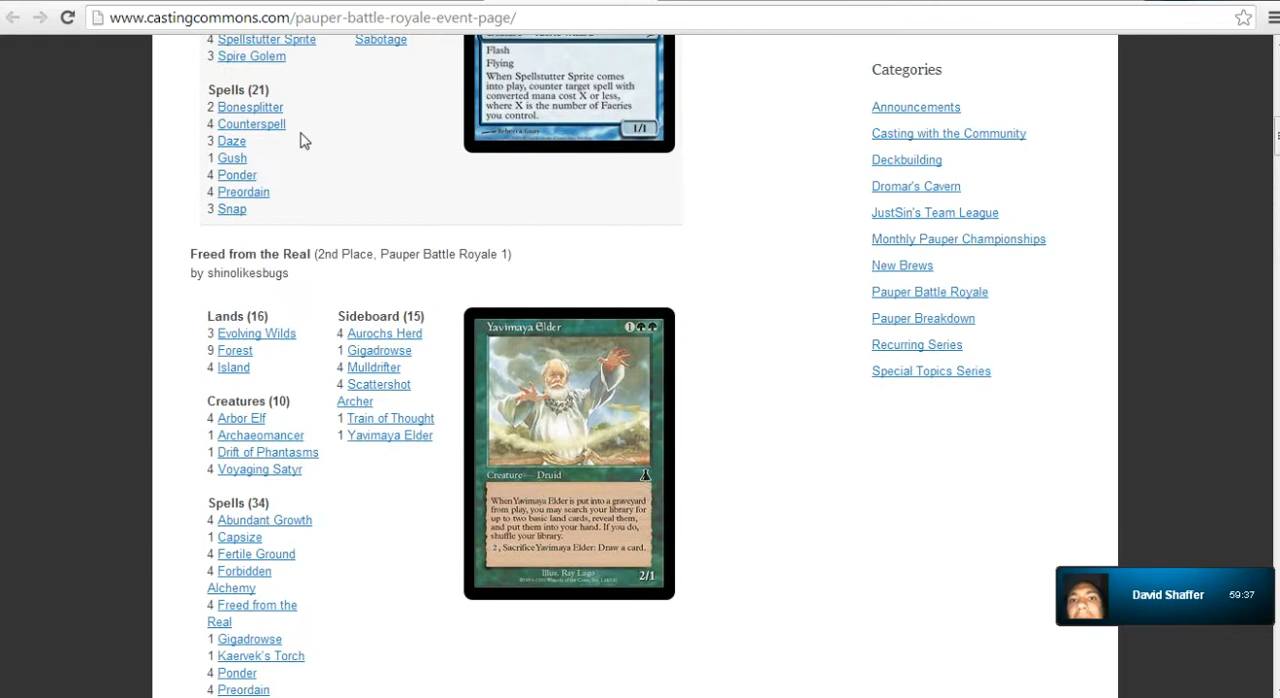 www.castingcommons.com/pauper-battle-royale-event-page/
4 Spellstutter Sprite
3 Spire Golem
Sabotage
Spells (21)
2 Bonesplitter
4 Counterspell
3 Daze
1 Gush
4 Ponder
4 Preordain
3 Snap
Flash
Flying
When Spellstutter Sprite comes
into play, counter target spell with
converted mana cost X or less,
where X is the number of Faeries
you control.
1/1
Freed from the Real (2nd Place, Pauper Battle Royale 1)
by shinolikesbugs
Lands (16)
3 Evolving Wilds
9 Forest
4 Island
Creatures (10)
4 Arbor Elf
1 Archaeomancer
1 Drift of Phantasms
4 Voyaging Satyr
Spells (34)
4 Abundant Growth
1 Capsize
4 Fertile Ground
4 Forbidden
Alchemy
4 Freed from the
Real
1 Gigadrowse
1 Kaervek's Torch
4 Ponder
4 Preordain
Sideboard (15)
4 Aurochs Herd
1 Gigadrowse
4 Mulldrifter
4 Scattershot
Archer
1 Train of Thought
1 Yavimaya Elder
Yavimaya Elder
1
Creature — Druid
When Yavimaya Elder is put into a graveyard
from play, you may search your library for
up to two basic land cards, reveal them,
and put them into your hand. If you do,
shuffle your library.
2, Sacrifice Yavimaya Elder: Draw a card.
Illus. Ray Lago
2/1
Categories
Announcements
Casting with the Community
Deckbuilding
Dromar's Cavern
JustSin's Team League
Monthly Pauper Championships
New Brews
Pauper Battle Royale
Pauper Breakdown
Recurring Series
Special Topics Series
David Shaffer
59:37